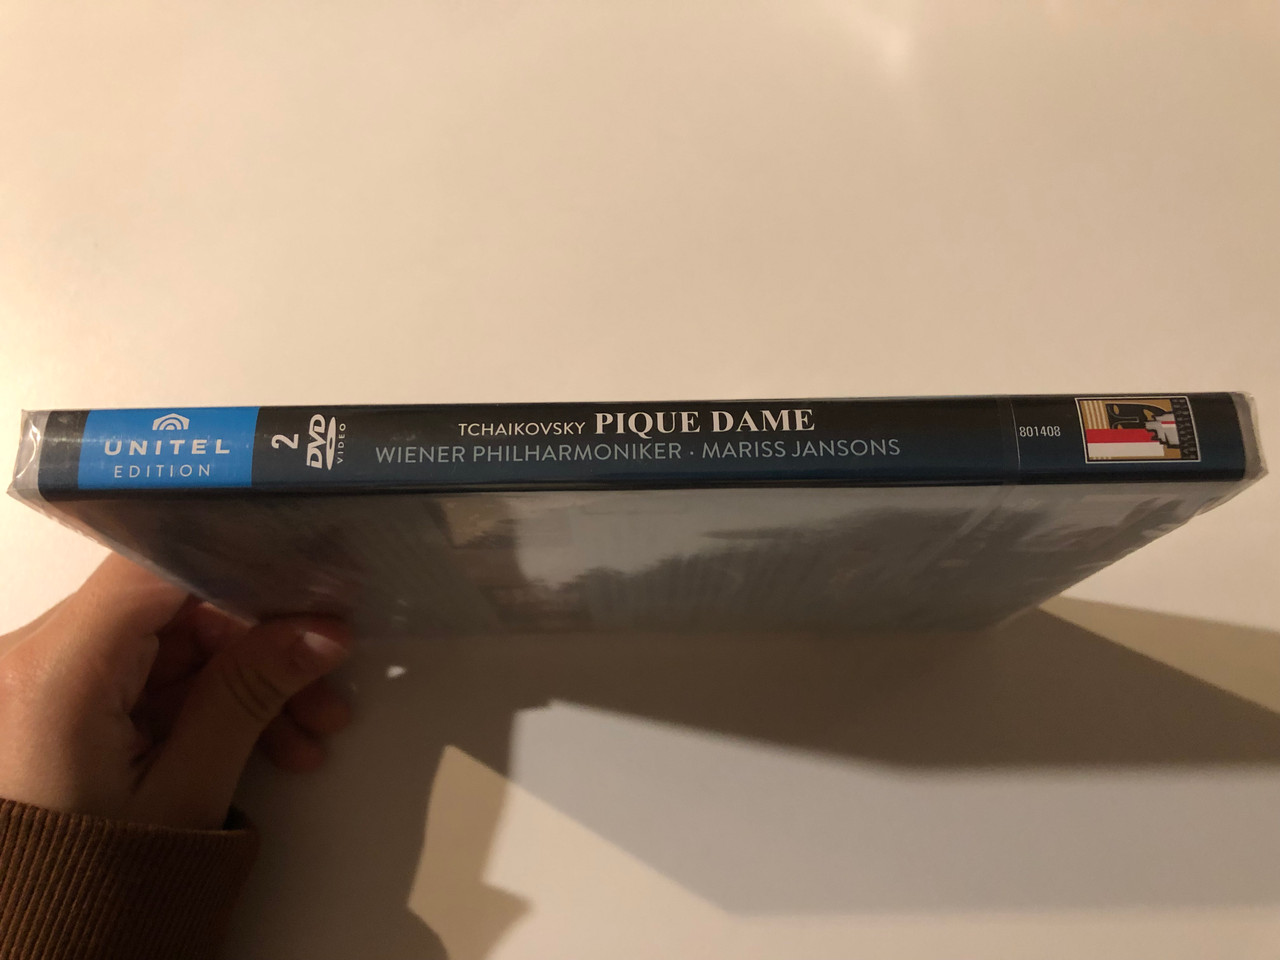 UNITEL
EDITION
2
DVD
VIDEO
TCHAIKOVSKY PIQUE DAME
WIENER PHILHARMONIKER · MARISS JANSONS
801408